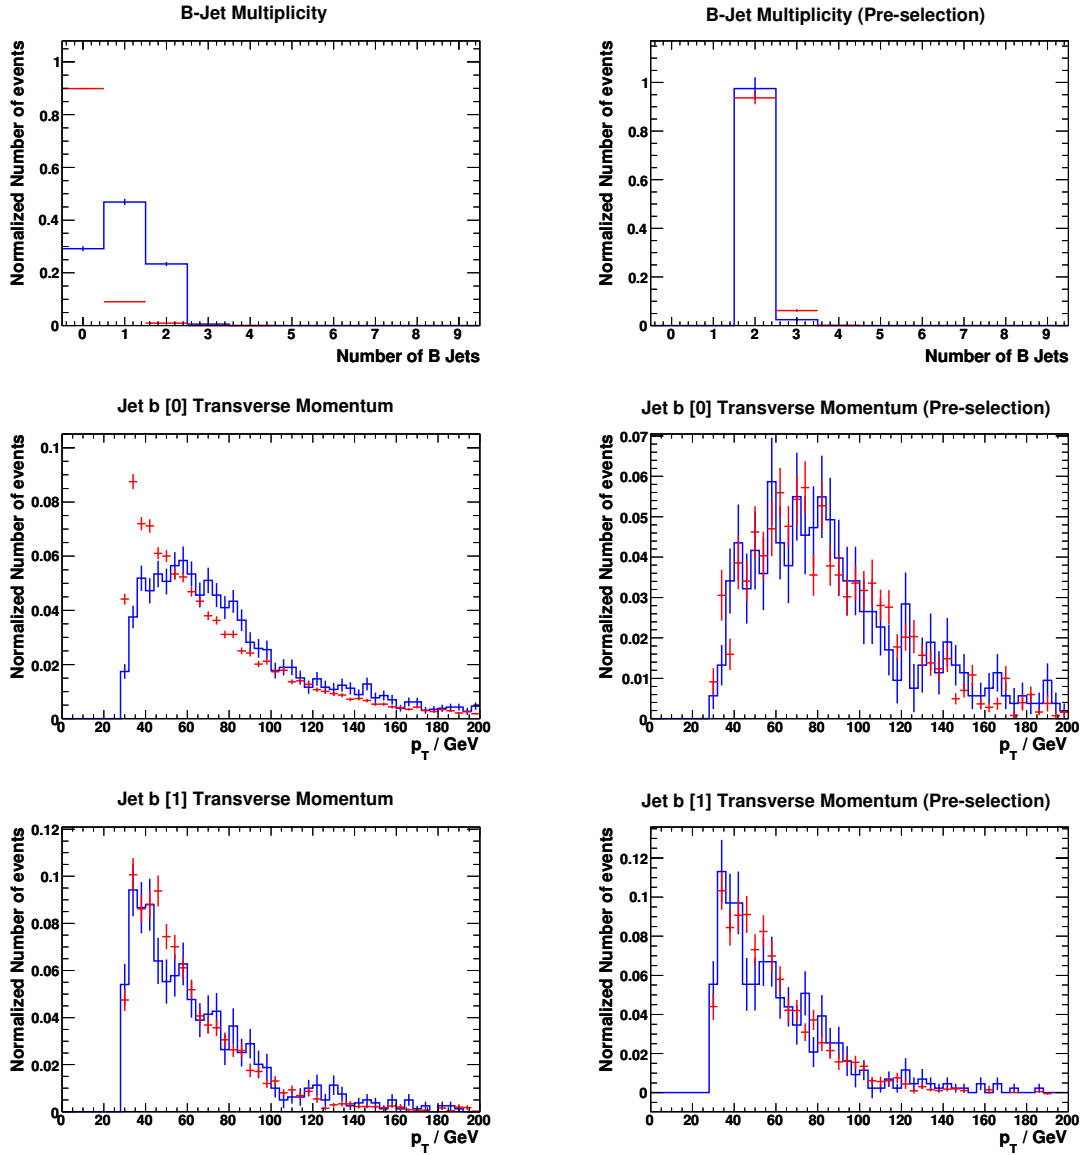 B-Jet Multiplicity
Normalized Number of events
1
0.8
0.6
0.4
0.2
0
0 1 2 3 4 5 6 7 8 9
Number of B Jets
B-Jet Multiplicity (Pre-selection)
Normalized Number of events
1
0.8
0.6
0.4
0.2
0
0 1 2 3 4 5 6 7 8 9
Number of B Jets
Jet b [0] Transverse Momentum
Normalized Number of events
0.1
0.08
0.06
0.04
0.02
0
0 20 40 60 80 100 120 140 160 180 200
p_T / GeV
Jet b [0] Transverse Momentum (Pre-selection)
Normalized Number of events
0.07
0.06
0.05
0.04
0.03
0.02
0.01
0
0 20 40 60 80 100 120 140 160 180 200
p_T / GeV
Jet b [1] Transverse Momentum
Normalized Number of events
0.12
0.1
0.08
0.06
0.04
0.02
0
0 20 40 60 80 100 120 140 160 180 200
p_T / GeV
Jet b [1] Transverse Momentum (Pre-selection)
Normalized Number of events
0.12
0.1
0.08
0.06
0.04
0.02
0
0 20 40 60 80 100 120 140 160 180 200
p_T / GeV